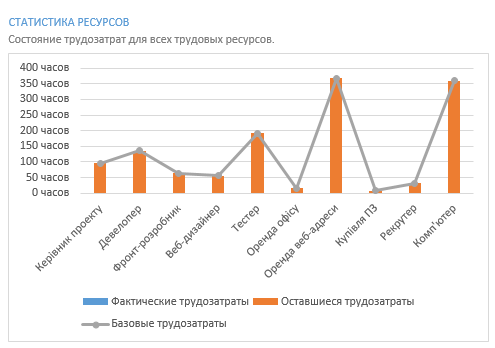 СТАТИСТИКА РЕСУРСОВ
Состояние трудозатрат для всех трудовых ресурсов.
400 часов
350 часов
300 часов
250 часов
200 часов
150 часов
100 часов
50 часов
0 часов
Керівник проекту
Девелопер
Фронт-розробник
Веб-дизайнер
Тестер
Оренда офісу
Оренда веб-адреси
Купівля ПЗ
Рекрутер
Комп'ютер
Фактические трудозатраты
Оставшиеся трудозатраты
Базовые трудозатраты